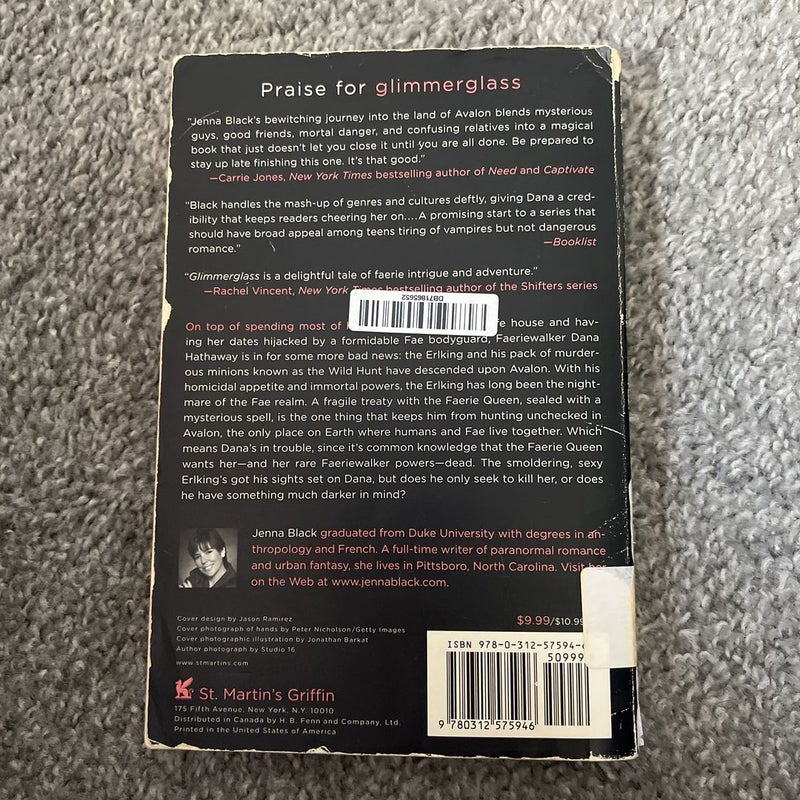 Praise for glimmerglass
“Jenna Black’s bewitching journey into the land of Avalon blends mysterious
guys, good friends, mortal danger, and confusing relatives into a magical
book that just doesn’t let you close it until you are all done. Be prepared to
stay up late finishing this one. It’s that good.”
—Carrie Jones, New York Times bestselling author of Need and Captivate
“Black handles the mash-up of genres and cultures deftly, giving Dana a cred-
ibility that keeps readers cheering her on....A promising start to a series that
should have broad appeal among teens tiring of vampires but not dangerous
romance.” —Booklist
“Glimmerglass is a delightful tale of faerie intrigue and adventure.”
—Rachel Vincent, New York Times bestselling author of the Shifters series
DB71865652
On top of spending most of house and hav-
ing her dates hijacked by a formidable Fae bodyguard, Faeriewalker Dana
Hathaway is in for some more bad news: the Erlking and his pack of murder-
ous minions known as the Wild Hunt have descended upon Avalon. With his
homicidal appetite and immortal powers, the Erlking has long been the night-
mare of the Fae realm. A fragile treaty with the Faerie Queen, sealed with a
mysterious spell, is the one thing that keeps him from hunting unchecked in
Avalon, the only place on Earth where humans and Fae live together. Which
means Dana’s in trouble, since it’s common knowledge that the Faerie Queen
wants her—and her rare Faeriewalker powers—dead. The smoldering, sexy
Erlking’s got his sights set on Dana, but does he only seek to kill her, or does
he have something much darker in mind?
Jenna Black graduated from Duke University with degrees in an-
thropology and French. A full-time writer of paranormal romance
and urban fantasy, she lives in Pittsboro, North Carolina. Visit her
on the Web at www.jennablack.com.
Cover design by Jason Ramirez
Cover photograph of hands by Peter Nicholson/Getty Images
Cover photographic illustration by Jonathan Barkat
Author photograph by Studio 16
www.stmartins.com
$9.99/$10.99
St. Martin’s Griffin
175 Fifth Avenue, New York, N.Y. 10010
Distributed in Canada by H. B. Fenn and Company, Ltd.
Printed in the United States of America
ISBN 978-0-312-57594-
50999
9 780312 575946